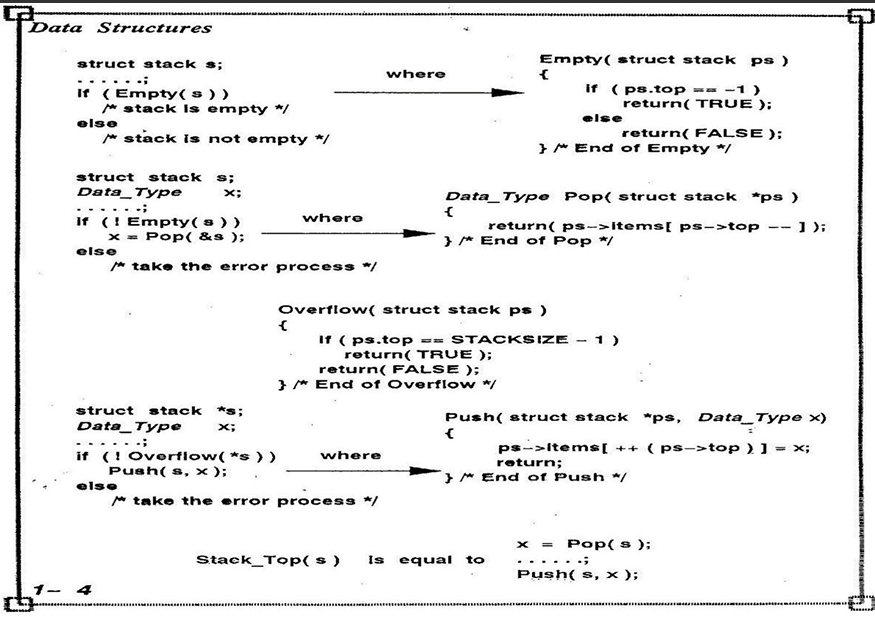 Data Structures
struct stack s;
. . . . . .;
if ( Empty( s ) )
/* stack is empty */
else
/* stack is not empty */
where
Empty( struct stack ps )
{
if ( ps.top == -1 )
return( TRUE );
else
return( FALSE );
} /* End of Empty */
struct stack s;
Data_Type x;
. . . . . .;
if ( ! Empty( s ) )
x = Pop( &s );
else
/* take the error process */
where
Data_Type Pop( struct stack *ps )
{
return( ps->items[ ps->top -- ] );
} /* End of Pop */
Overflow( struct stack ps )
{
if ( ps.top == STACKSIZE - 1 )
return( TRUE );
return( FALSE );
} /* End of Overflow */
struct stack *s;
Data_Type x;
. . . . . .;
if ( ! Overflow( *s ) )
Push( s, x );
else
/* take the error process */
where
Push( struct stack *ps, Data_Type x)
{
ps->items[ ++ ( ps->top ) ] = x;
return;
} /* End of Push */
Stack_Top( s ) is equal to
x = Pop( s );
. . . . . .;
Push( s, x );
1- 4